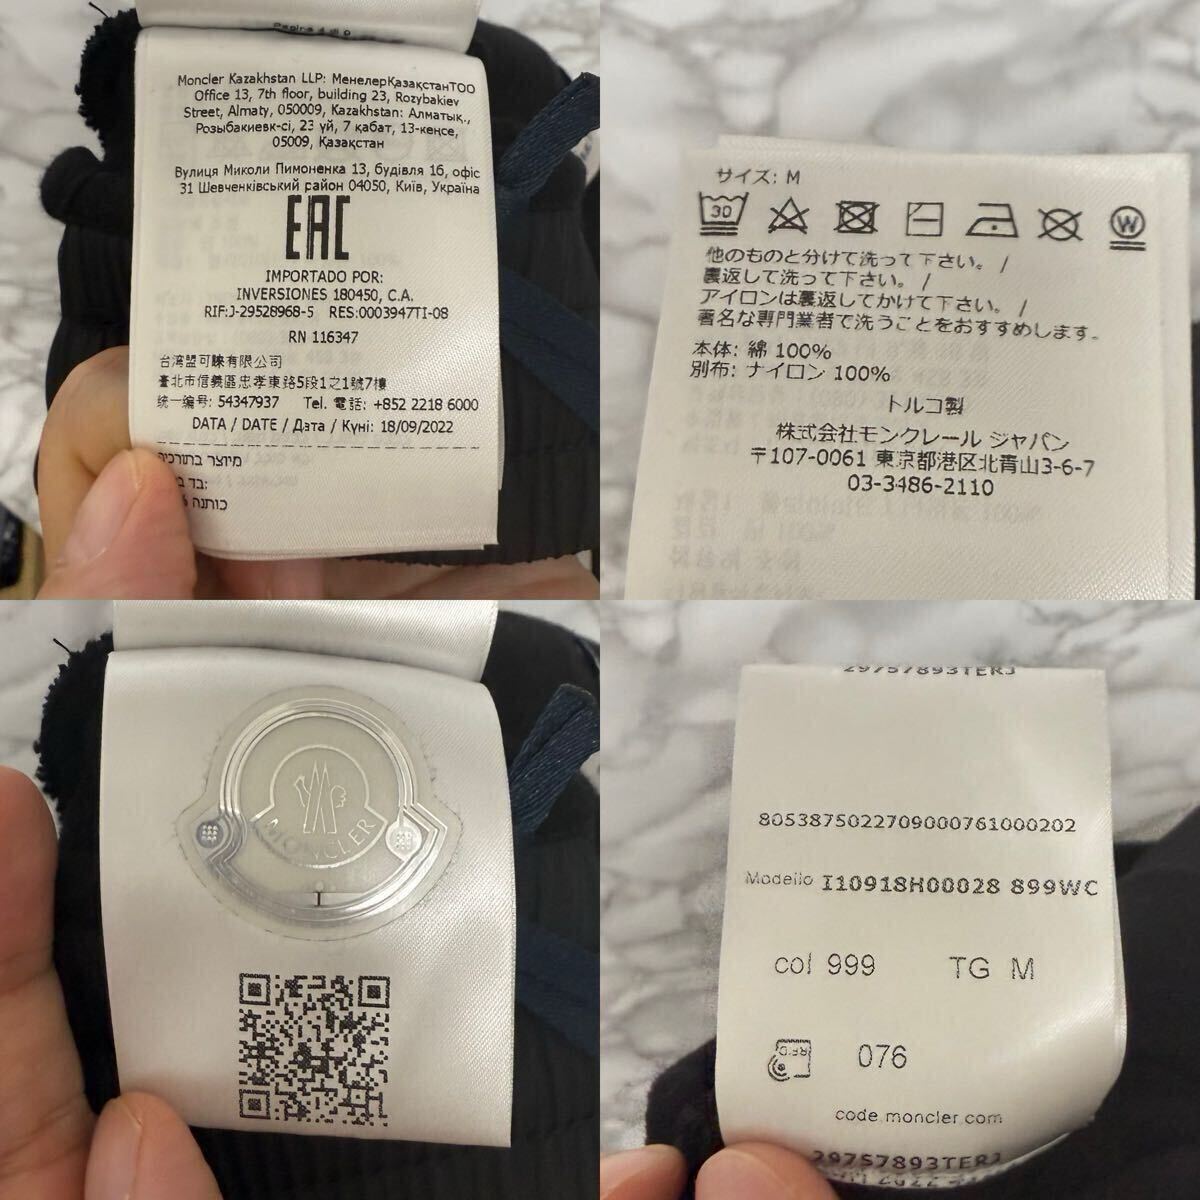 Moncler Kazakhstan LLP: МенелерҚазақстанТОО
Office 13, 7th floor, building 23, Rozybakiev
Street, Almaty, 050009, Kazakhstan: Алматық.,
Розыбакиевк-сі, 23 үй, 7 қабат, 13-кеңсе,
05009, Қазақстан
Вулиця Миколи Пимоненка 13, будівля 16, офіс
31 Шевченківський район 04050, Київ, Україна
EAC
IMPORTADO POR:
INVERSIONES 180450, C.A.
RIF:J-29528968-5 RES:0003947TI-08
RN 116347
台湾盟可睞有限公司
臺北市信義區忠孝東路5段1之1號7樓
统一编号: 54347937 Tel. 電話: +852 2218 6000
DATA / DATE / Дата / Күні: 18/09/2022
מיוצר בתורכיה
בד
כותנה %
サイズ: M
30
W
他のものと分けて洗って下さい。 /
裏返して洗って下さい。 /
アイロンは裏返してかけて下さい。 /
著名な専門業者で洗うことをおすすめします。
本体: 綿 100%
別布: ナイロン 100%
トルコ製
株式会社モンクレール ジャパン
〒107-0061 東京都港区北青山3-6-7
03-3486-2110
MONCLER
29757893TERJ
8053875022709000761000202
Modello I10918H00028 899WC
col 999 TG M
076
code.moncler.com
29757893TERJ